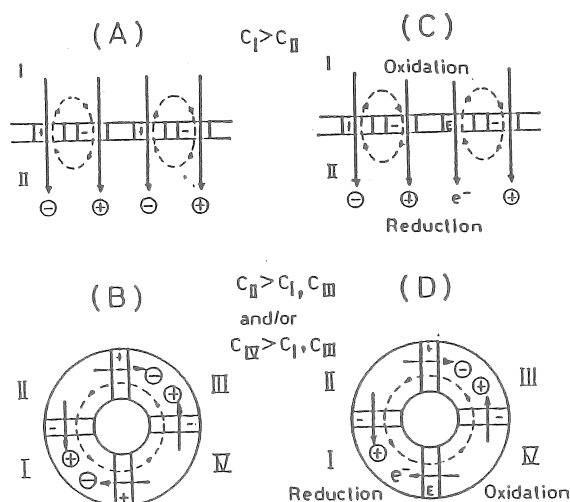 (A)
C_I > C_II
(C)
I
I
Oxidation
+
-
+
-
+
-
E
-
II
II
⊖ ⊕ ⊖ ⊕
⊖ ⊕ e⁻ ⊕
Reduction
(B)
C_II > C_I, C_III
and/or
C_IV > C_I, C_III
(D)
II
+
⊖
⊕
III
II
+
⊖
⊕
III
-
-
-
-
I
⊕
⊖
+
IV
I
⊕
e⁻
E
IV
Reduction
Oxidation